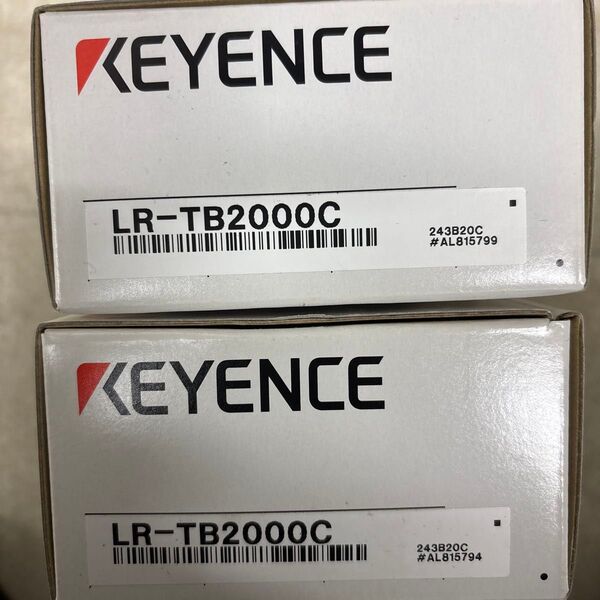 KEYENCE
LR-TB2000C
243B20C
#AL815799
KEYENCE
LR-TB2000C
243B20C
#AL815794